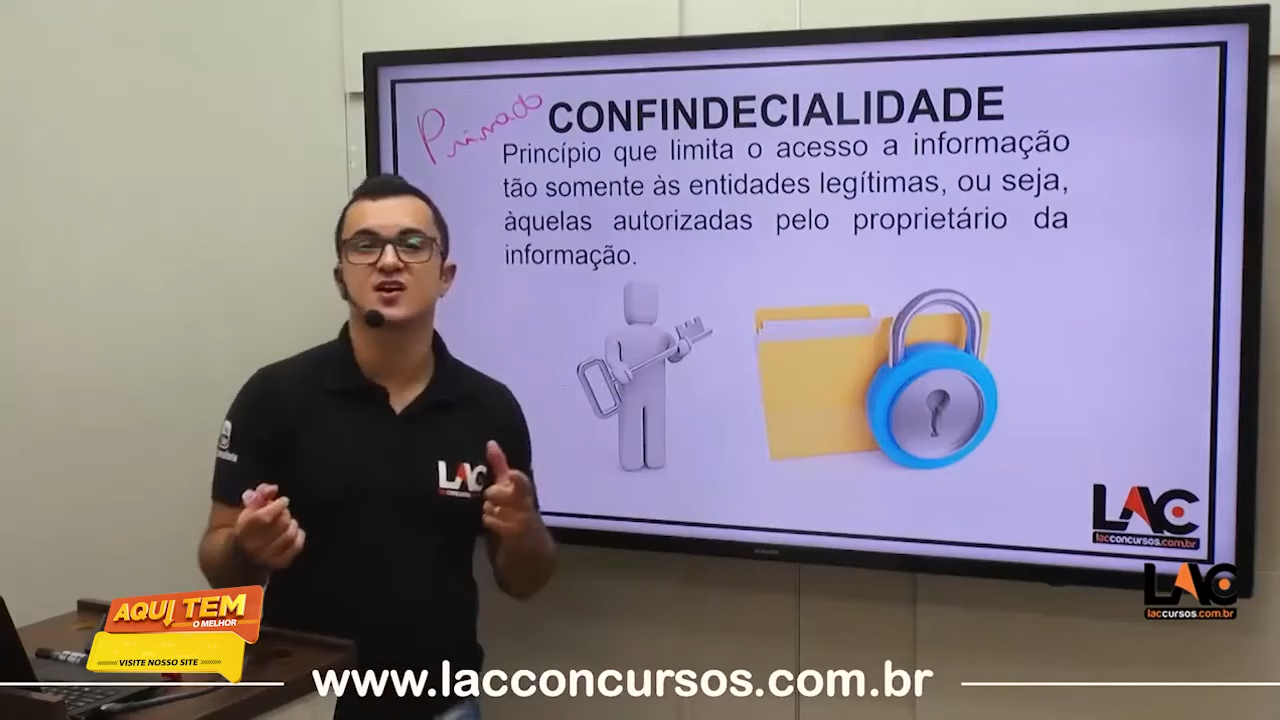 Privado
CONFINDECIALIDADE
Princípio que limita o acesso a informação
tão somente às entidades legítimas, ou seja,
àquelas autorizadas pelo proprietário da
informação.
LAC
LAC
lacconcursos.com.br
LAC
laccursos.com.br
AQUI TEM
O MELHOR
VISITE NOSSO SITE
www.lacconcursos.com.br